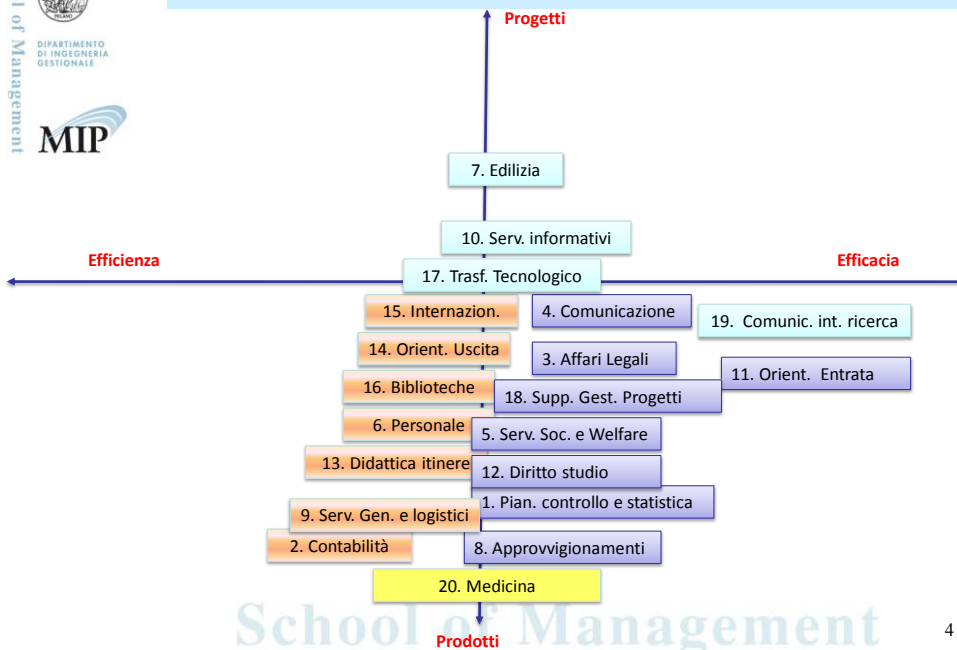 l of Management
MILANO
DIPARTIMENTO
DI INGEGNERIA
GESTIONALE
MIP
Progetti
7. Edilizia
10. Serv. informativi
Efficienza
Efficacia
17. Trasf. Tecnologico
15. Internazion.
4. Comunicazione
19. Comunic. int. ricerca
14. Orient. Uscita
3. Affari Legali
11. Orient. Entrata
16. Biblioteche
18. Supp. Gest. Progetti
6. Personale
5. Serv. Soc. e Welfare
13. Didattica itinere
12. Diritto studio
1. Pian. controllo e statistica
9. Serv. Gen. e logistici
2. Contabilità
8. Approvvigionamenti
20. Medicina
School of Management
Prodotti
4